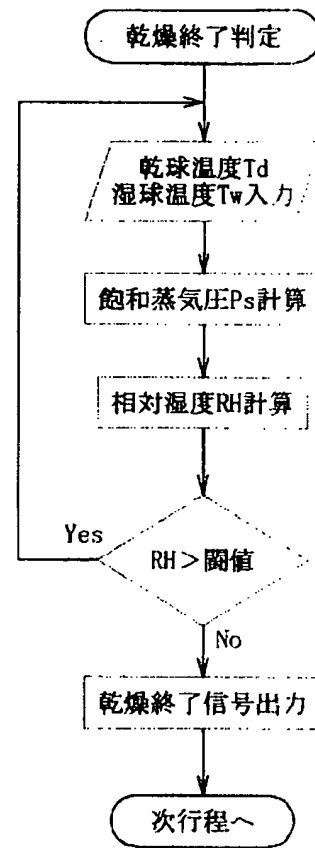 乾燥終了判定
乾球温度Td
湿球温度Tw入力
飽和蒸気圧Ps計算
相対湿度RH計算
RH＞閾値
Yes
No
乾燥終了信号出力
次行程へ